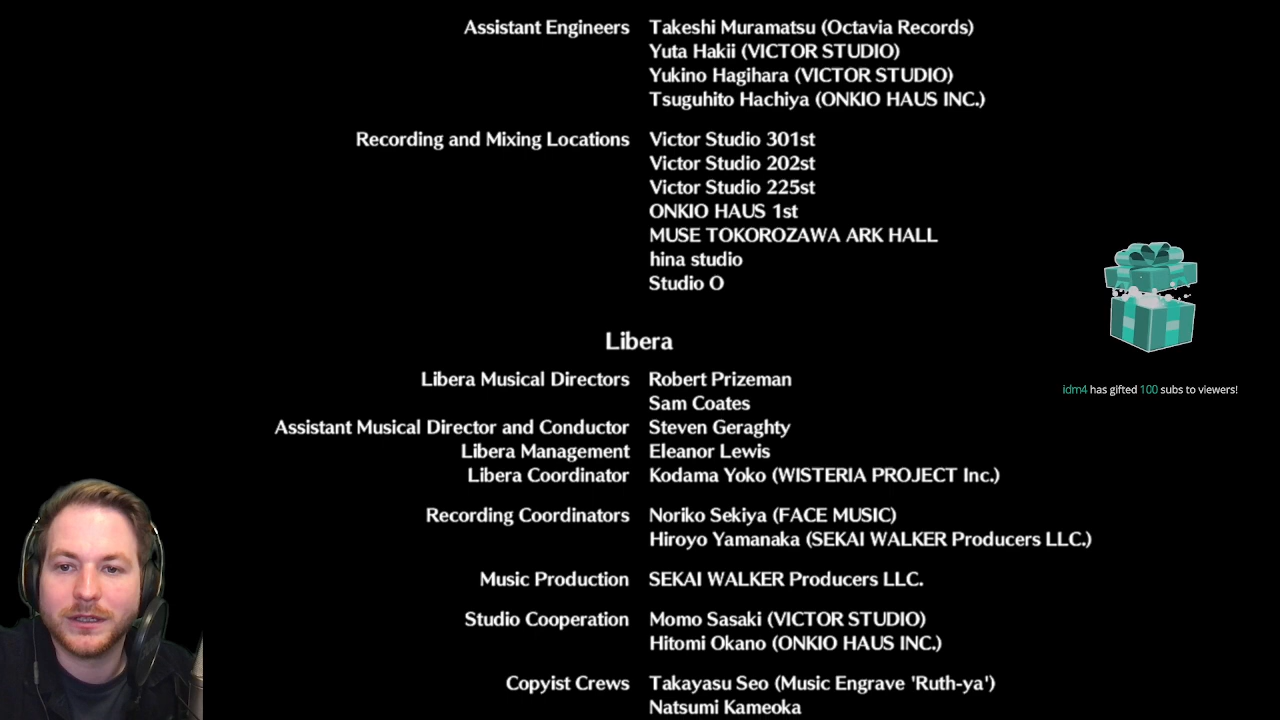 Assistant Engineers Takeshi Muramatsu (Octavia Records)
Yuta Hakii (VICTOR STUDIO)
Yukino Hagihara (VICTOR STUDIO)
Tsuguhito Hachiya (ONKIO HAUS INC.)
Recording and Mixing Locations Victor Studio 301st
Victor Studio 202st
Victor Studio 225st
ONKIO HAUS 1st
MUSE TOKOROZAWA ARK HALL
hina studio
Studio O
Libera
Libera Musical Directors Robert Prizeman
Sam Coates
Assistant Musical Director and Conductor Steven Geraghty
Libera Management Eleanor Lewis
Libera Coordinator Kodama Yoko (WISTERIA PROJECT Inc.)
Recording Coordinators Noriko Sekiya (FACE MUSIC)
Hiroyo Yamanaka (SEKAI WALKER Producers LLC.)
Music Production SEKAI WALKER Producers LLC.
Studio Cooperation Momo Sasaki (VICTOR STUDIO)
Hitomi Okano (ONKIO HAUS INC.)
Copyist Crews Takayasu Seo (Music Engrave 'Ruth-ya')
Natsumi Kameoka
idm4 has gifted 100 subs to viewers!